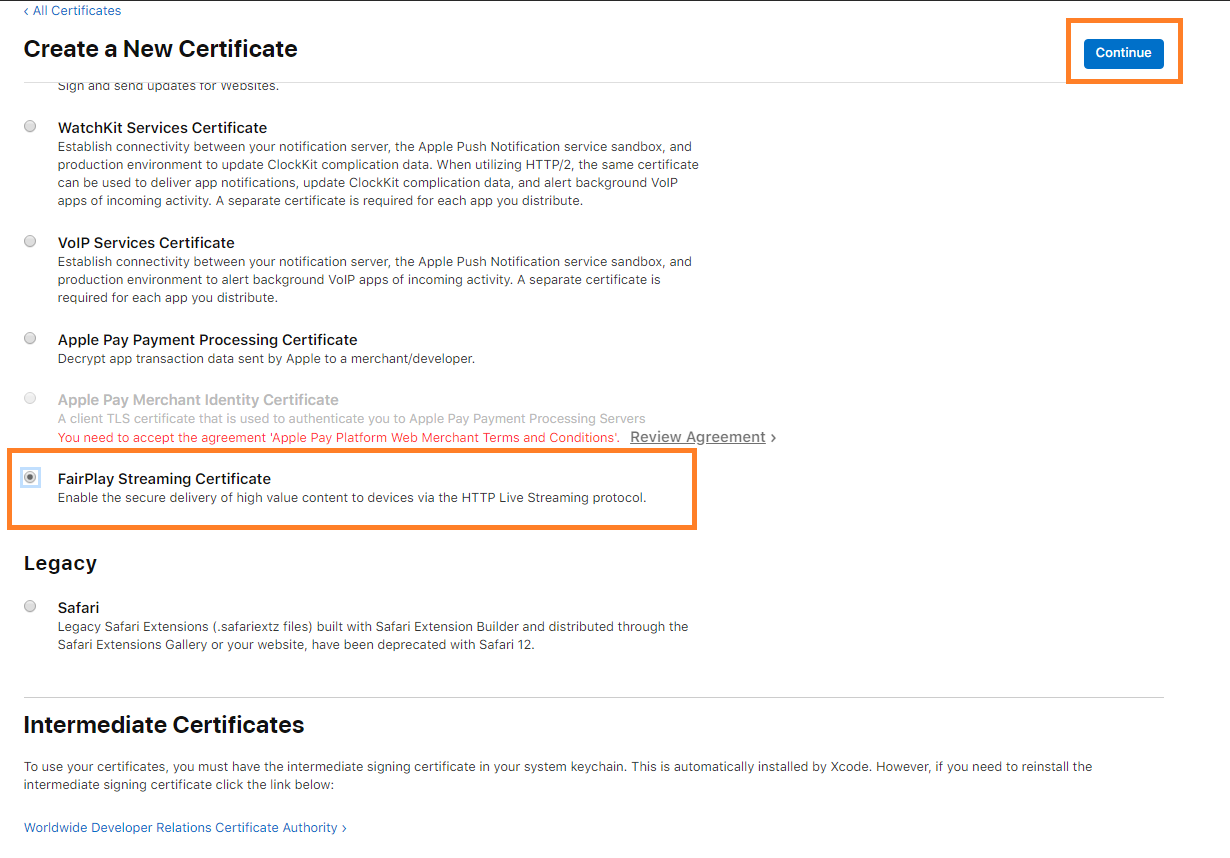 ‹ All Certificates
Create a New Certificate
Continue
Sign and send updates for Websites.
WatchKit Services Certificate
Establish connectivity between your notification server, the Apple Push Notification service sandbox, and
production environment to update ClockKit complication data. When utilizing HTTP/2, the same certificate
can be used to deliver app notifications, update ClockKit complication data, and alert background VoIP
apps of incoming activity. A separate certificate is required for each app you distribute.
VoIP Services Certificate
Establish connectivity between your notification server, the Apple Push Notification service sandbox, and
production environment to alert background VoIP apps of incoming activity. A separate certificate is
required for each app you distribute.
Apple Pay Payment Processing Certificate
Decrypt app transaction data sent by Apple to a merchant/developer.
Apple Pay Merchant Identity Certificate
A client TLS certificate that is used to authenticate you to Apple Pay Payment Processing Servers
You need to accept the agreement 'Apple Pay Platform Web Merchant Terms and Conditions'. Review Agreement ›
FairPlay Streaming Certificate
Enable the secure delivery of high value content to devices via the HTTP Live Streaming protocol.
Legacy
Safari
Legacy Safari Extensions (.safariextz files) built with Safari Extension Builder and distributed through the
Safari Extensions Gallery or your website, have been deprecated with Safari 12.
Intermediate Certificates
To use your certificates, you must have the intermediate signing certificate in your system keychain. This is automatically installed by Xcode. However, if you need to reinstall the
intermediate signing certificate click the link below:
Worldwide Developer Relations Certificate Authority ›